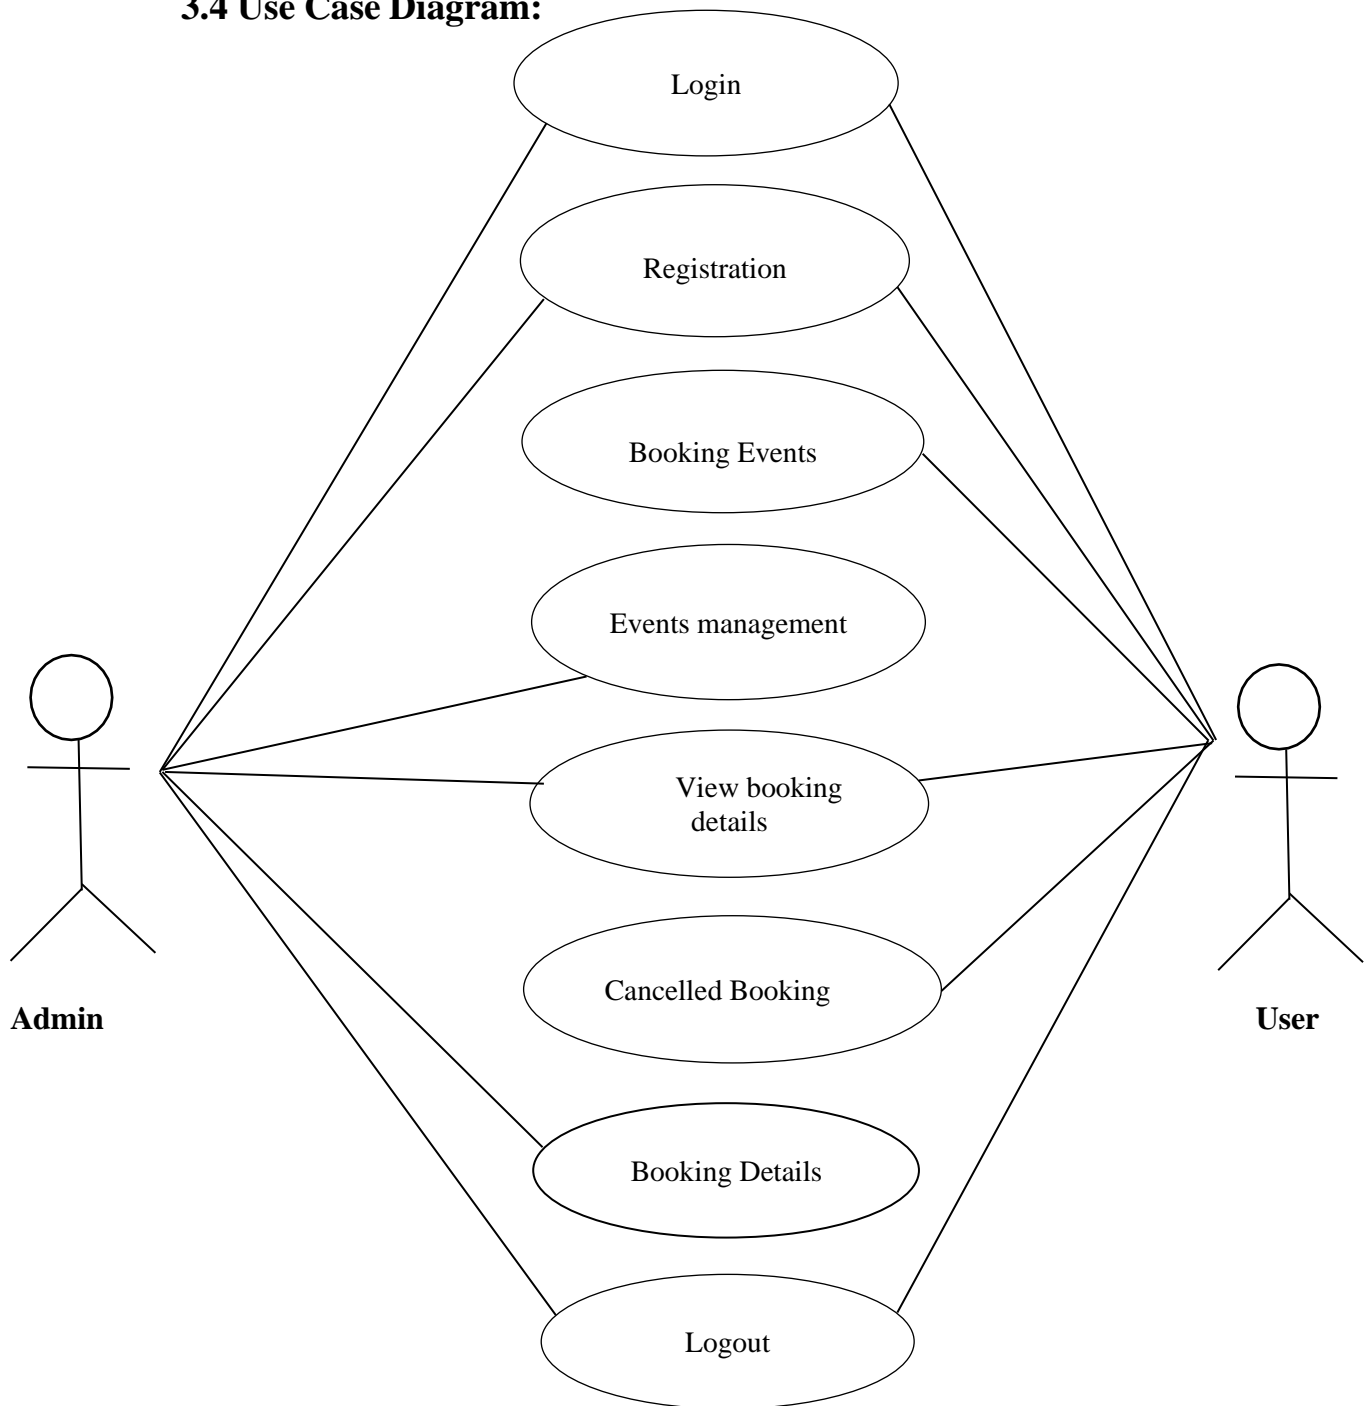 3.4 Use Case Diagram:
Login
Registration
Booking Events
Events management
View booking
details
Cancelled Booking
Admin
User
Booking Details
Logout